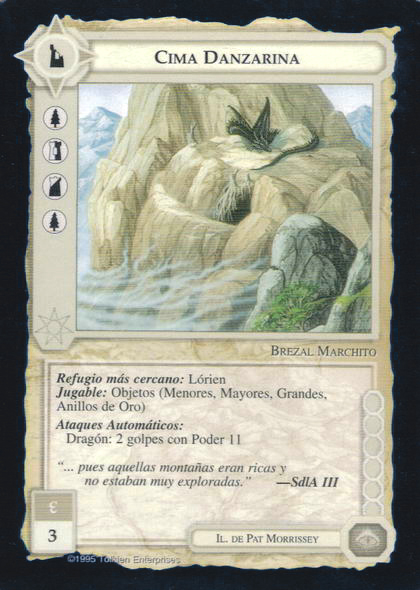 CIMA DANZARINA
BREZAL MARCHITO
Refugio más cercano: Lórien
Jugable: Objetos (Menores, Mayores, Grandes,
Anillos de Oro)
Ataques Automáticos:
Dragón: 2 golpes con Poder 11
“... pues aquellas montañas eran ricas y
no estaban muy exploradas.” —SdlA III
ε
3
IL. DE PAT MORRISSEY
©1995 Tolkien Enterprises